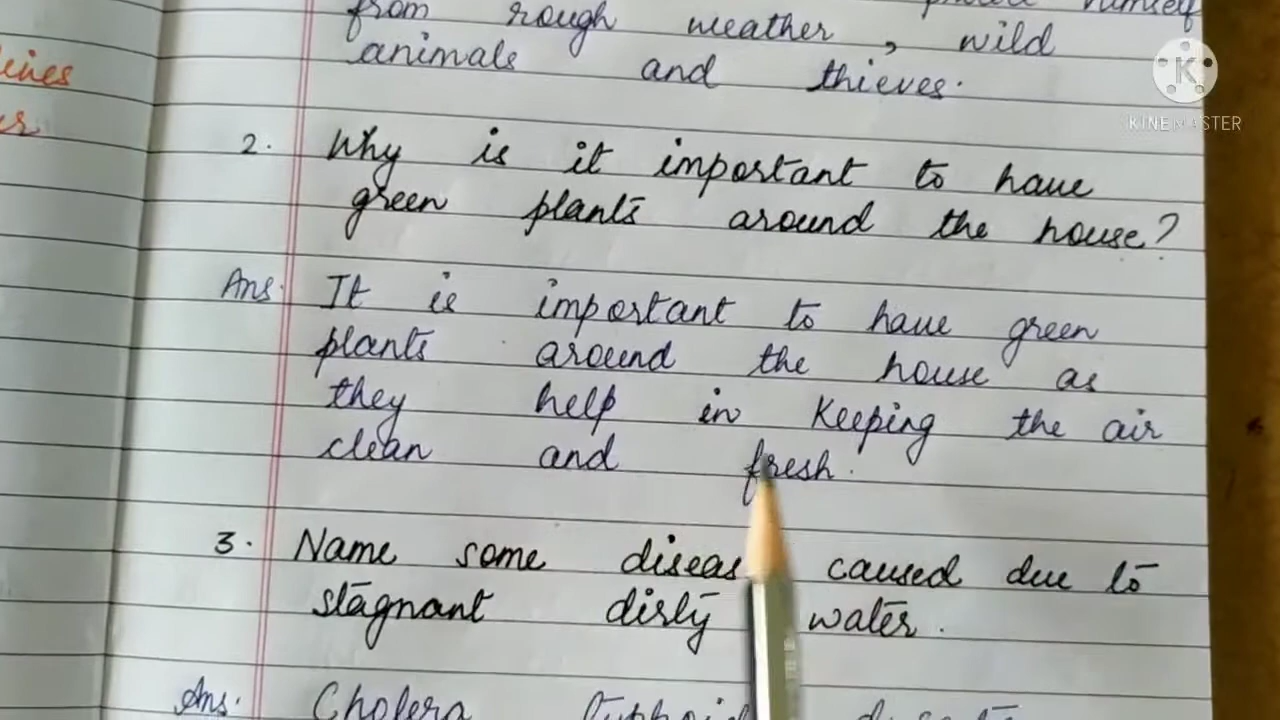 from rough weather, wild himself
animals and thieves.
2. Why is it important to have
green plants around the house?
Ans. It is important to have green
plants around the house as
they help in keeping the air
clean and fresh.
3. Name some diseas caused due to
stagnant dirty water.
Ans. Cholera
KINEMASTER